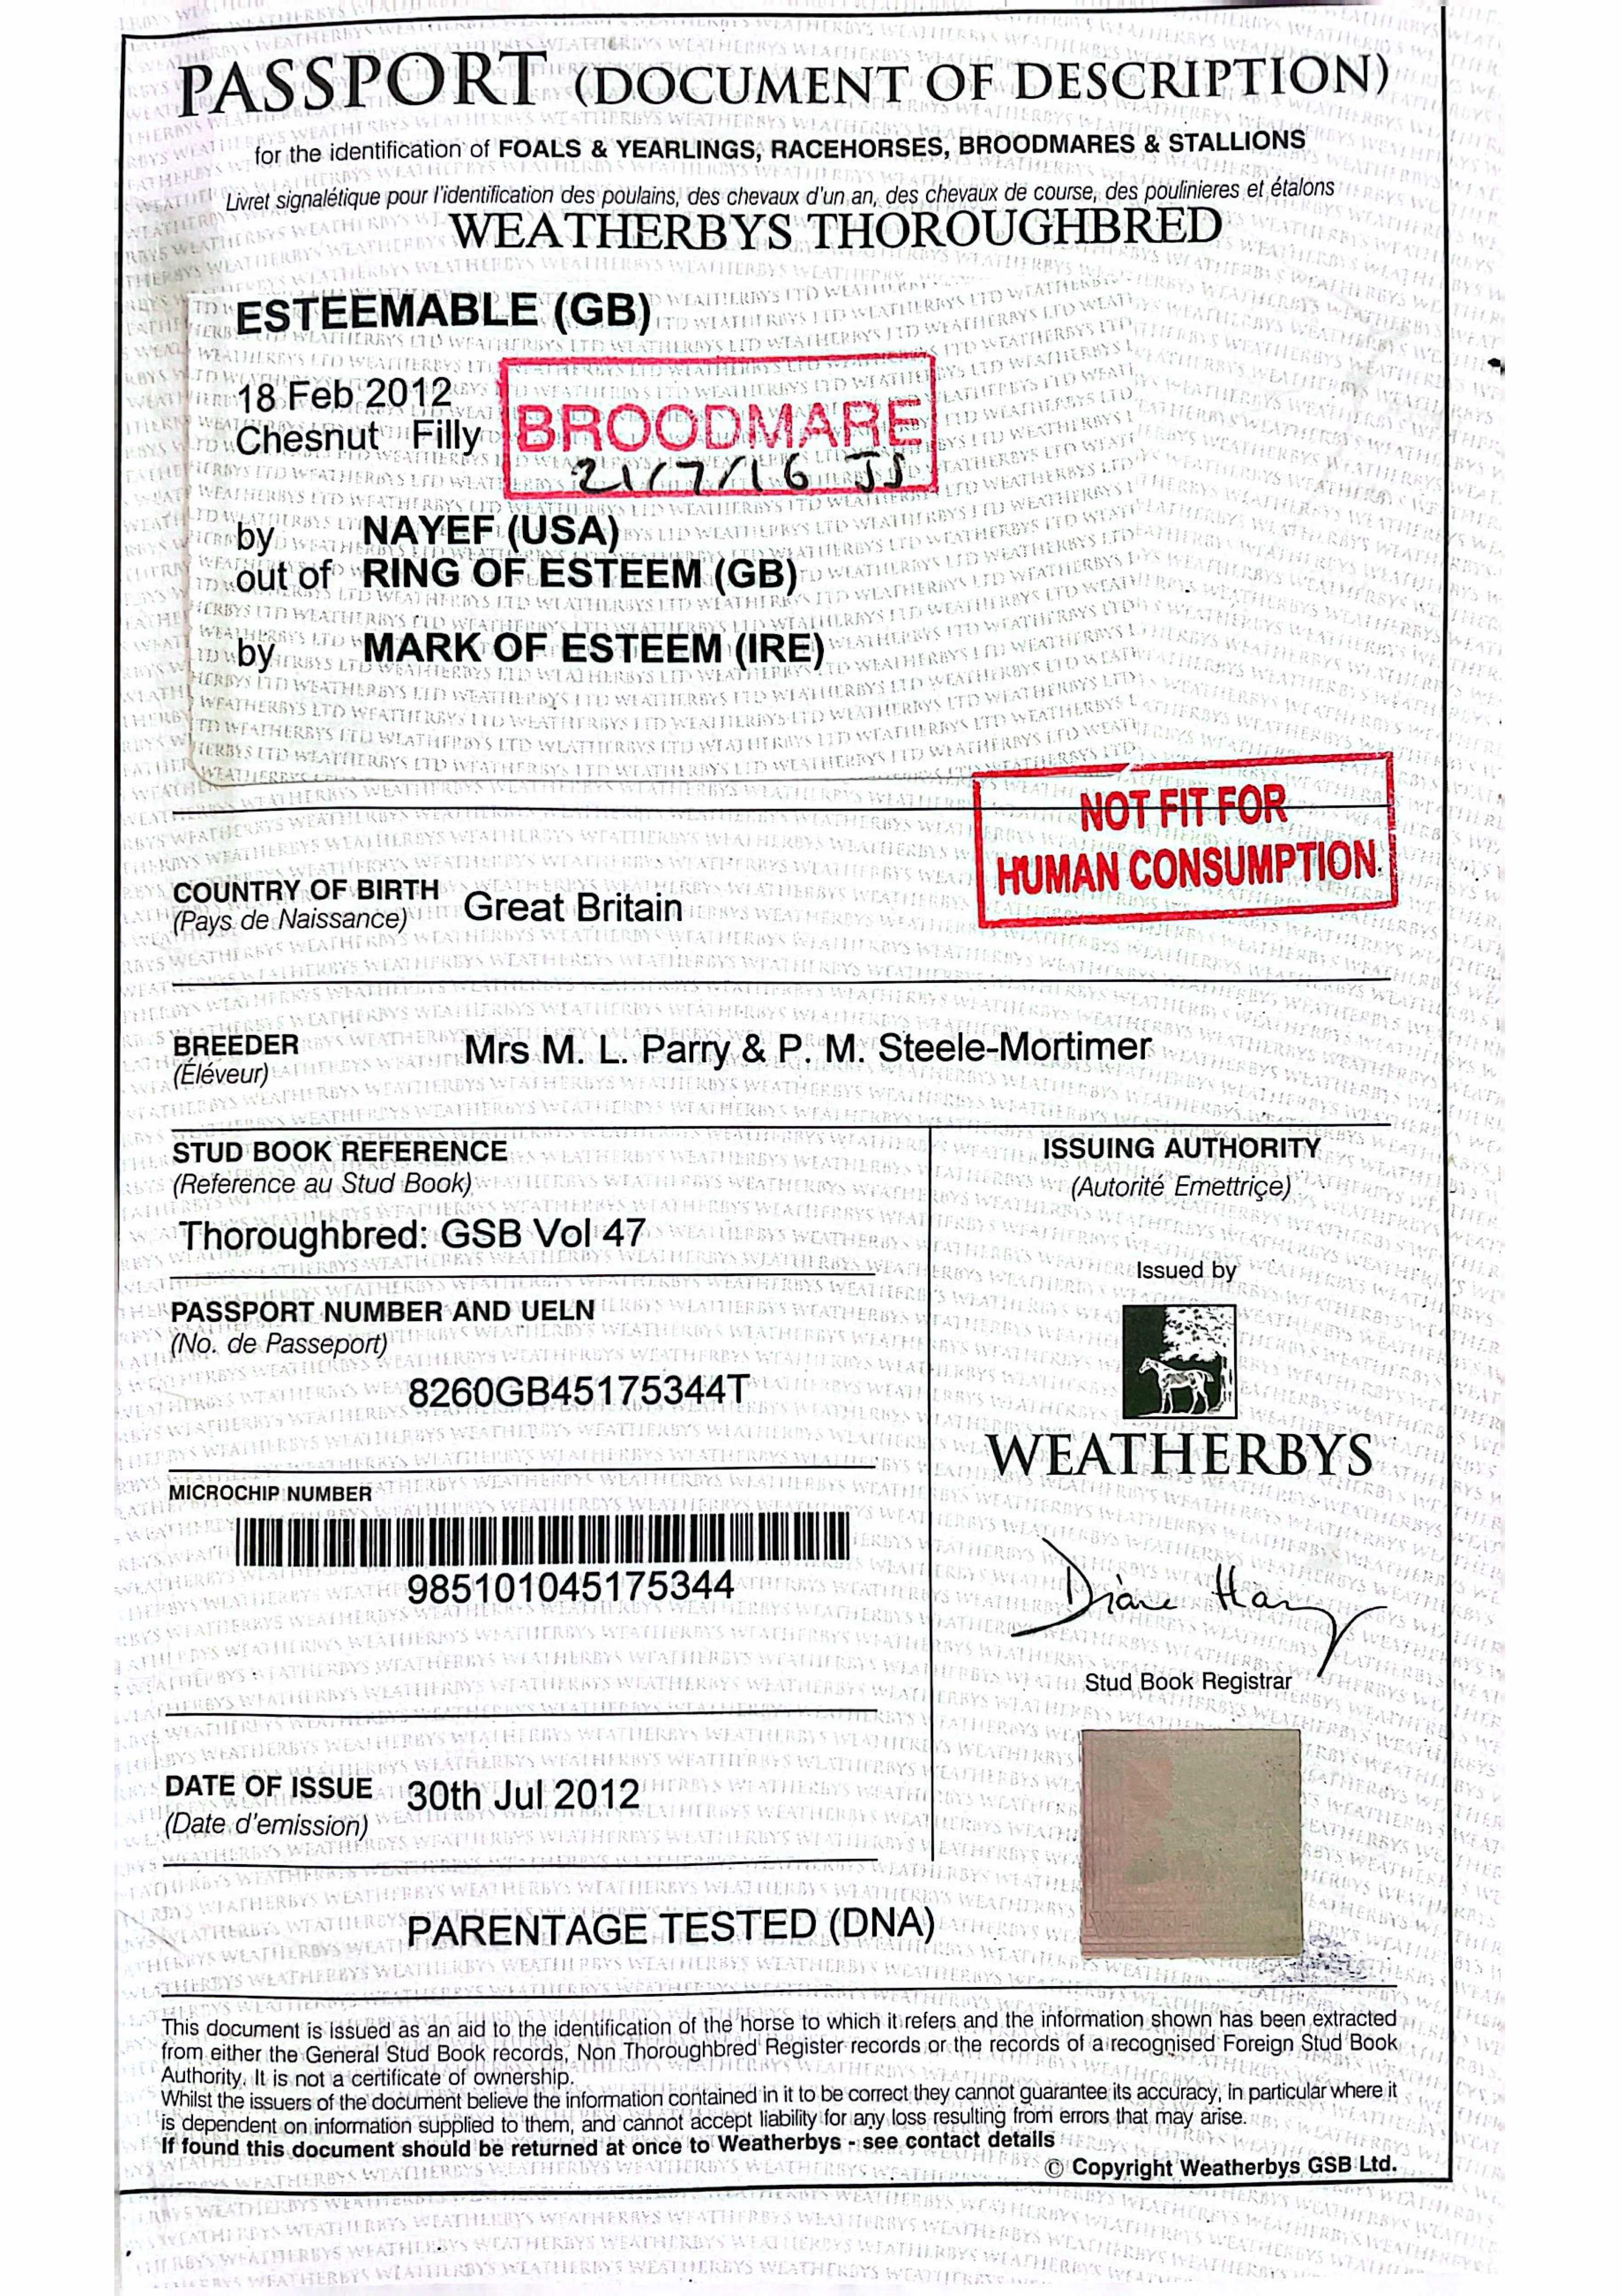 PASSPORT (DOCUMENT OF DESCRIPTION)
for the identification of FOALS & YEARLINGS, RACEHORSES, BROODMARES & STALLIONS
Livret signalétique pour l'identification des poulains, des chevaux d'un an, des chevaux de course, des poulinieres et étalons
WEATHERBYS THOROUGHBRED
ESTEEMABLE (GB)
18 Feb 2012
Chesnut Filly
BROODMARE
21/7/16 JS
by NAYEF (USA)
out of RING OF ESTEEM (GB)
by MARK OF ESTEEM (IRE)
NOT FIT FOR
HUMAN CONSUMPTION.
COUNTRY OF BIRTH
(Pays de Naissance)
Great Britain
BREEDER
(Éléveur)
Mrs M. L. Parry & P. M. Steele-Mortimer
STUD BOOK REFERENCE
(Reference au Stud Book)
Thoroughbred: GSB Vol 47
PASSPORT NUMBER AND UELN
(No. de Passeport)
8260GB45175344T
MICROCHIP NUMBER
985101045175344
DATE OF ISSUE
(Date d'emission)
30th Jul 2012
PARENTAGE TESTED (DNA)
ISSUING AUTHORITY
(Autorité Emettriçe)
Issued by
WEATHERBYS
Stud Book Registrar
This document is issued as an aid to the identification of the horse to which it refers and the information shown has been extracted
from either the General Stud Book records, Non Thoroughbred Register records or the records of a recognised Foreign Stud Book
Authority. It is not a certificate of ownership.
Whilst the issuers of the document believe the information contained in it to be correct they cannot guarantee its accuracy, in particular where it
is dependent on information supplied to them, and cannot accept liability for any loss resulting from errors that may arise.
If found this document should be returned at once to Weatherbys - see contact details
© Copyright Weatherbys GSB Ltd.